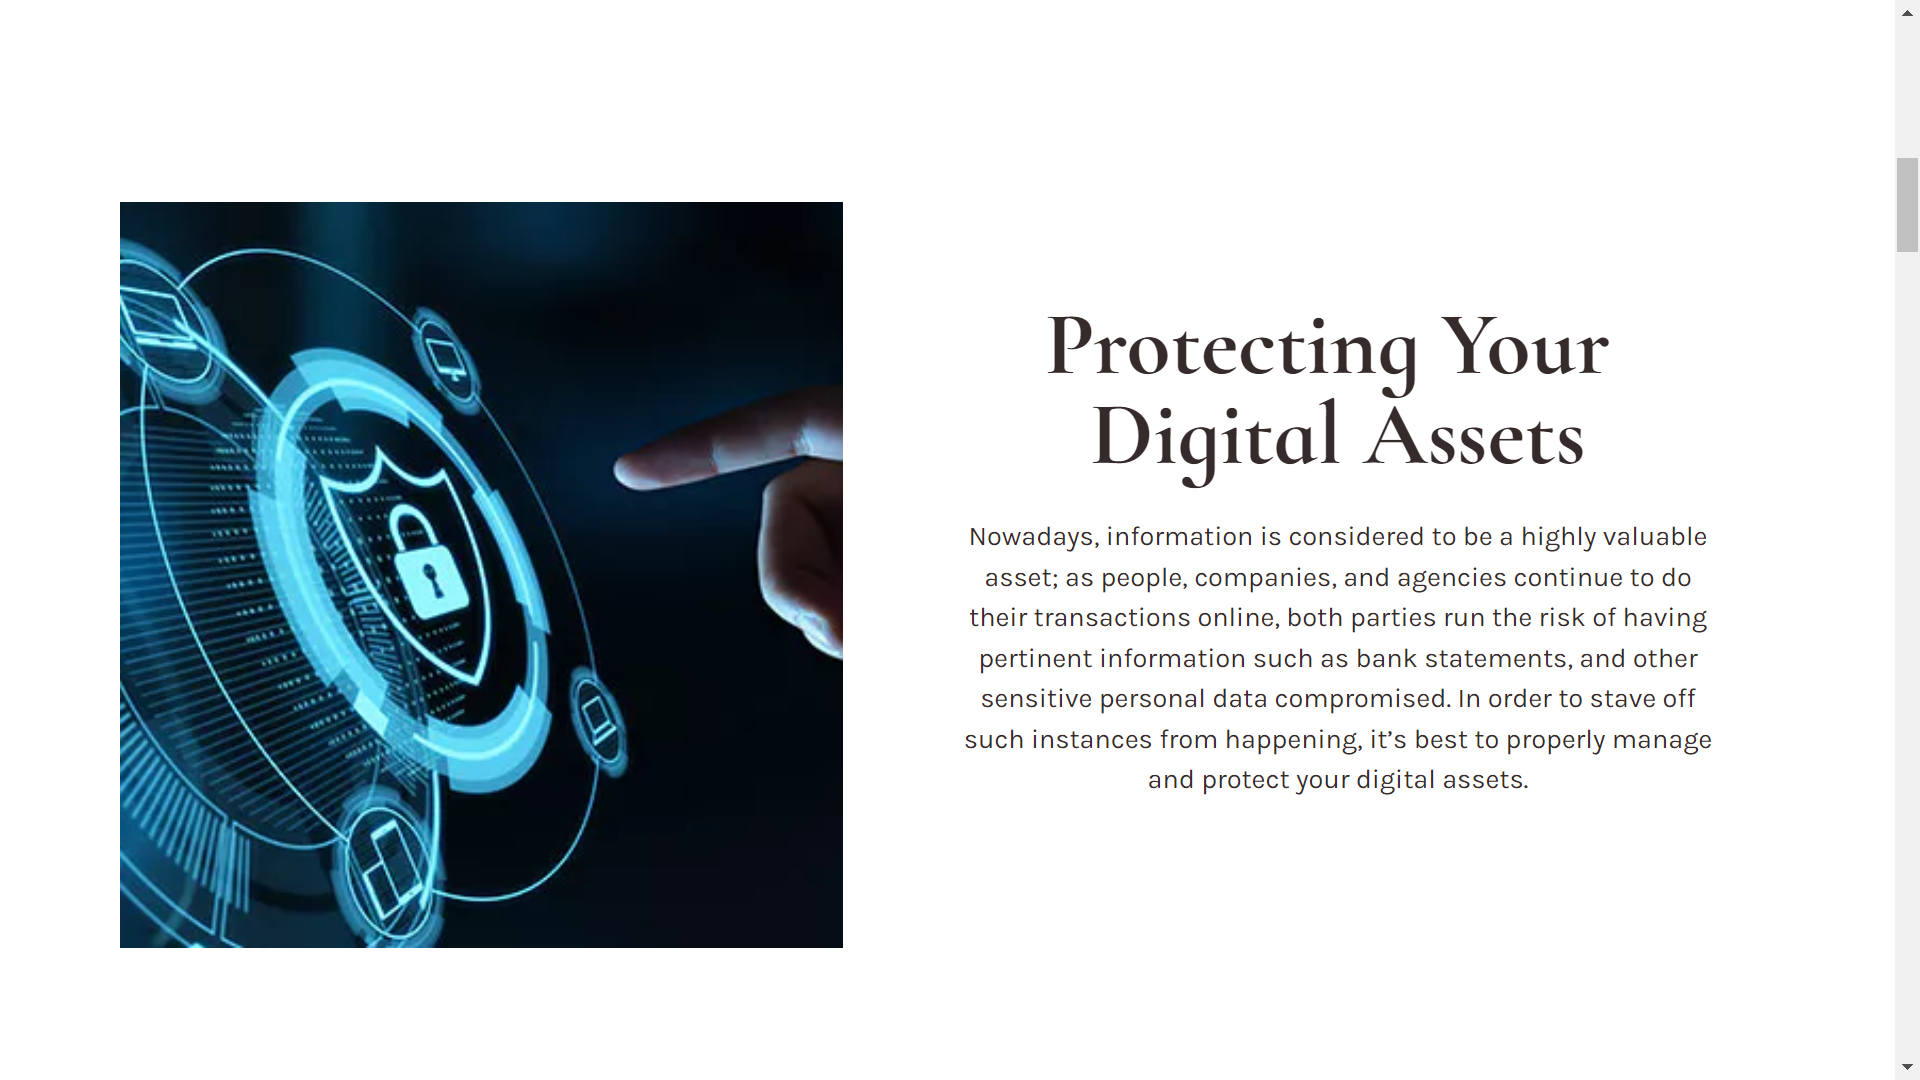 Protecting Your
Digital Assets
Nowadays, information is considered to be a highly valuable
asset; as people, companies, and agencies continue to do
their transactions online, both parties run the risk of having
pertinent information such as bank statements, and other
sensitive personal data compromised. In order to stave off
such instances from happening, it’s best to properly manage
and protect your digital assets.